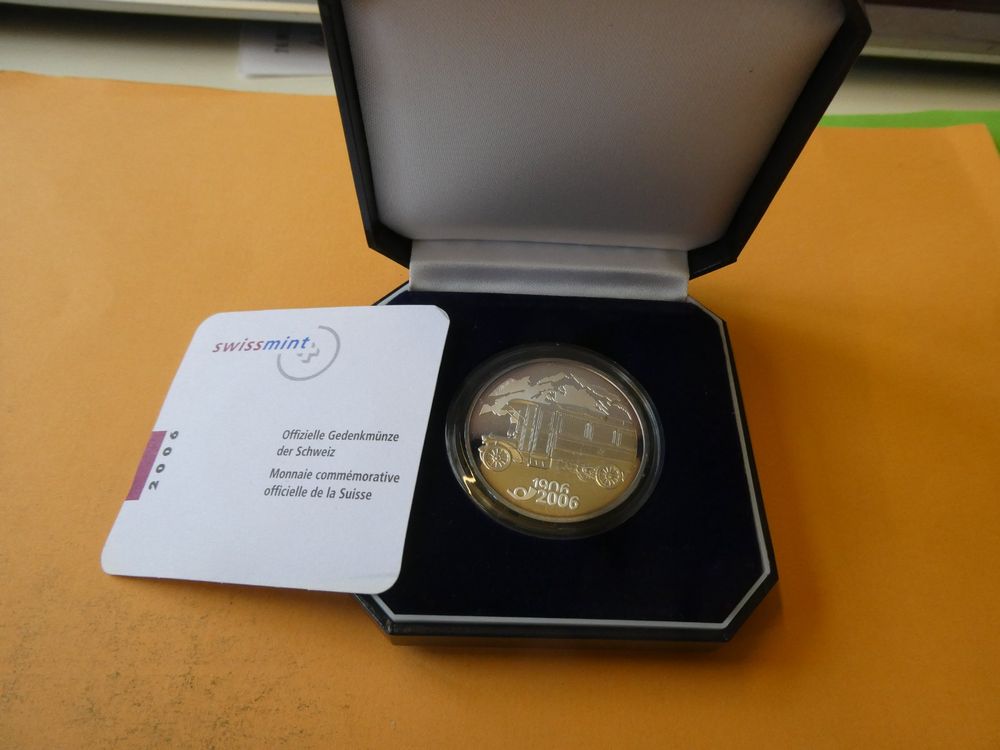 swissmint
Offizielle Gedenkmünze
der Schweiz
Monnaie commémorative
officielle de la Suisse
2006
1906
2006